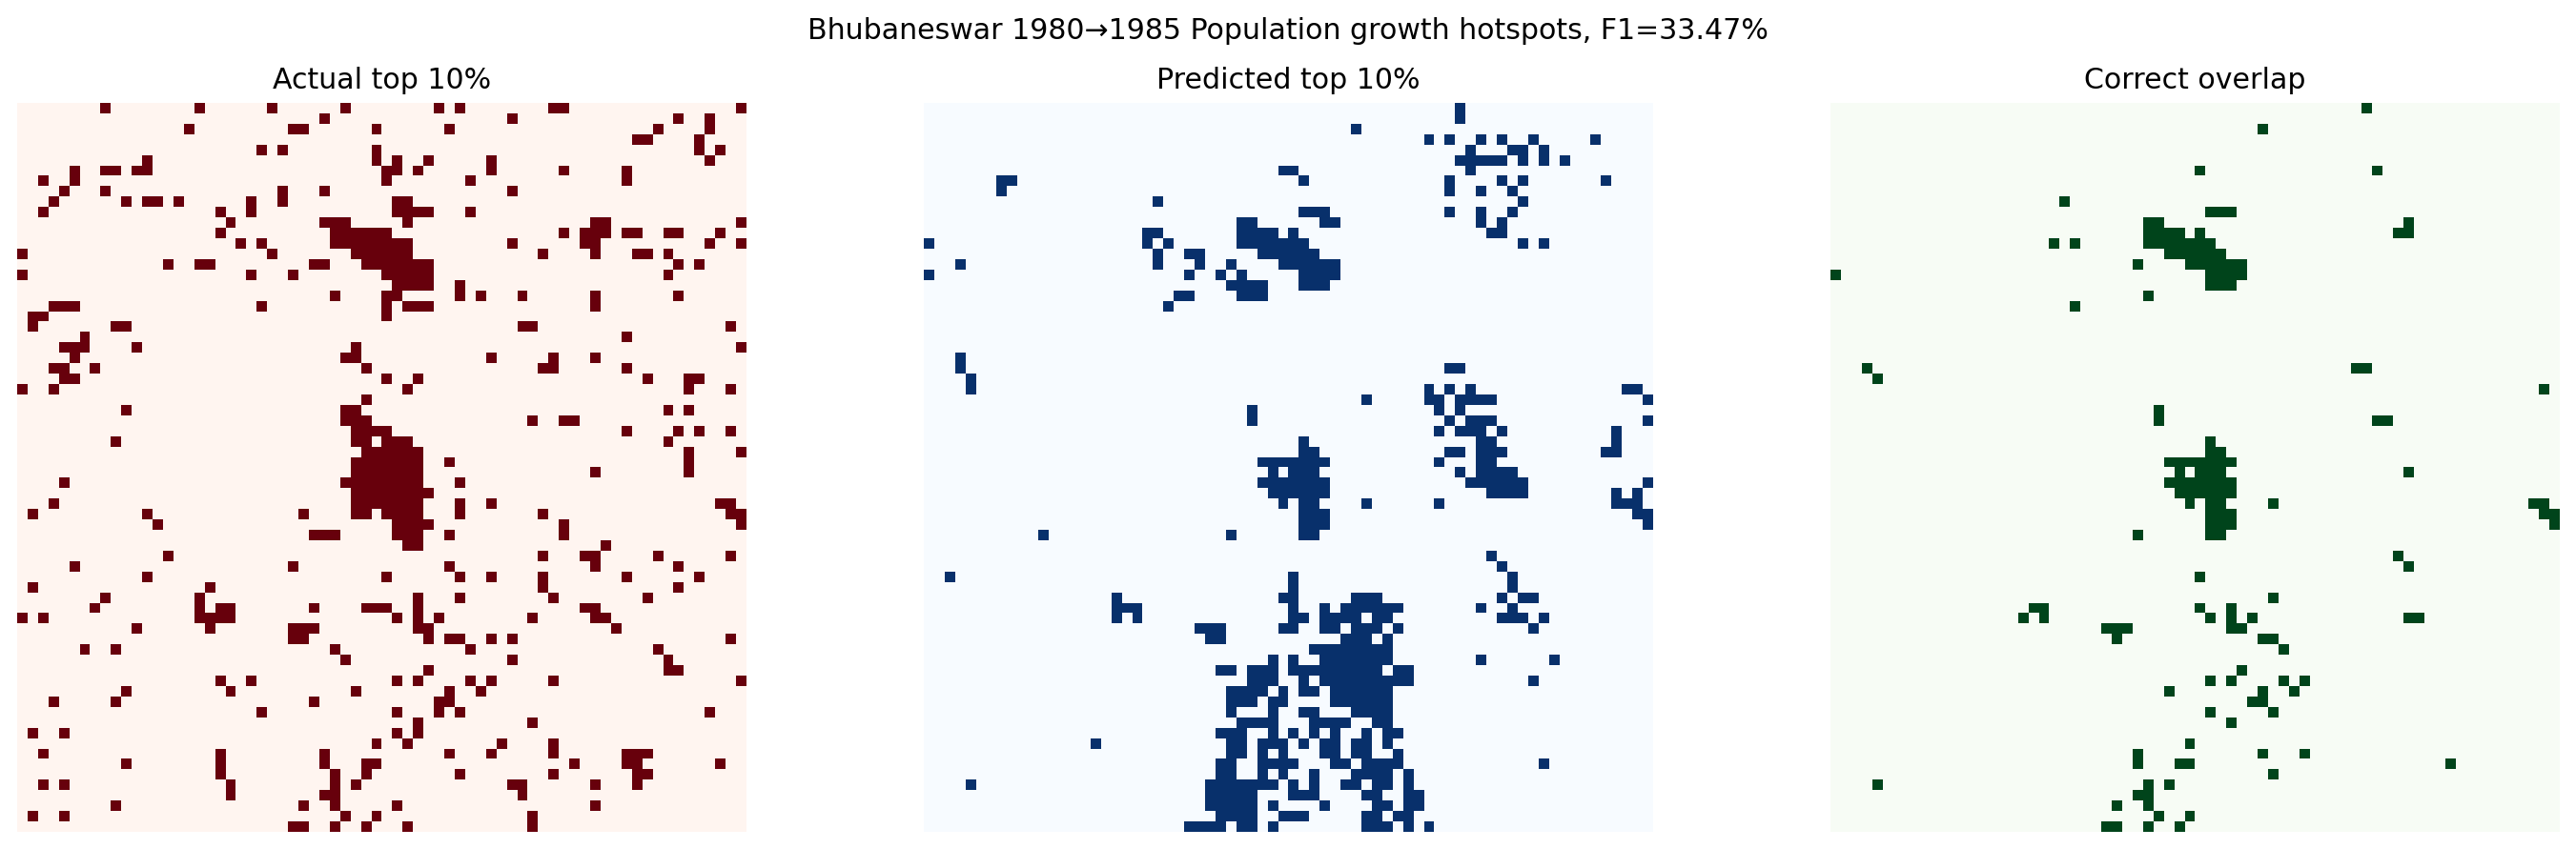 Bhubaneswar 1980→1985 Population growth hotspots, F1=33.47%
Actual top 10%
Predicted top 10%
Correct overlap